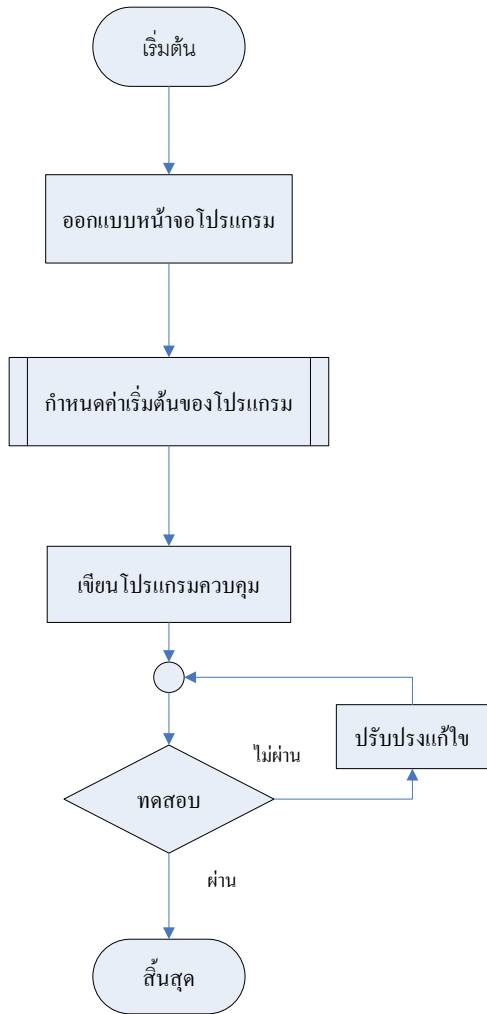 เริ่มต้น
ออกแบบหน้าจอโปรแกรม
กำหนดค่าเริ่มต้นของโปรแกรม
เขียนโปรแกรมควบคุม
ปรับปรงแก้ไข
ไม่ผ่าน
ทดสอบ
ผ่าน
สิ้นสุด